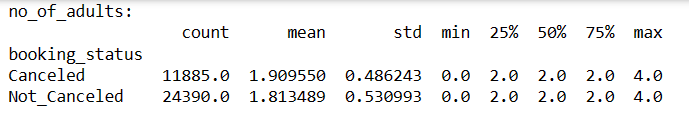 no_of_adults:
count mean std min 25% 50% 75% max
booking_status
Canceled 11885.0 1.909550 0.486243 0.0 2.0 2.0 2.0 4.0
Not_Canceled 24390.0 1.813489 0.530993 0.0 2.0 2.0 2.0 4.0